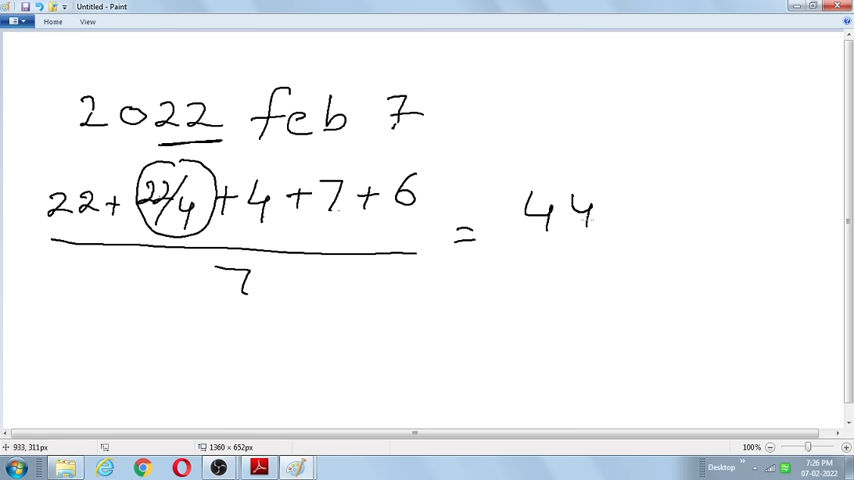 Untitled - Paint
Home View
2022 feb 7
22 + 22/4 + 4 + 7 + 6
7
= 44
933, 311px
1360 × 652px
100%
Desktop
7:26 PM
07-02-2022